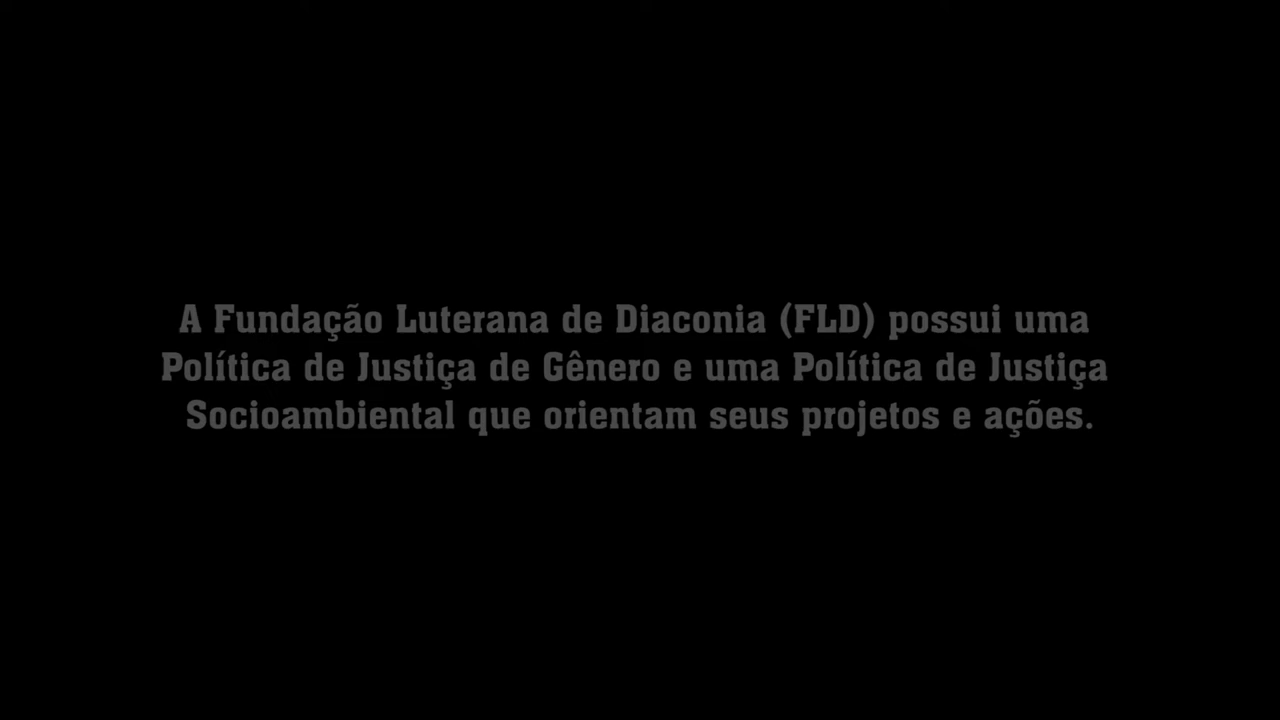 A Fundação Luterana de Diaconia (FLD) possui uma
Política de Justiça de Gênero e uma Política de Justiça
Socioambiental que orientam seus projetos e ações.